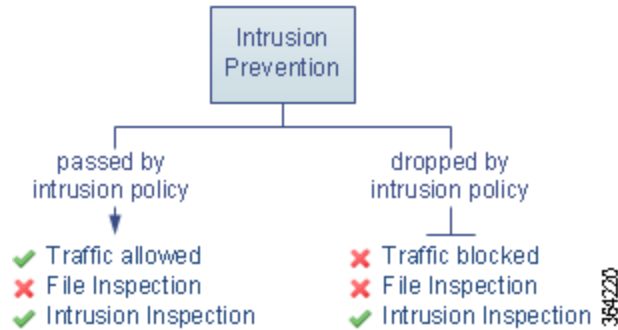 Intrusion
Prevention
passed by
intrusion policy
dropped by
intrusion policy
Traffic allowed
File Inspection
Intrusion Inspection
Traffic blocked
File Inspection
Intrusion Inspection
364220